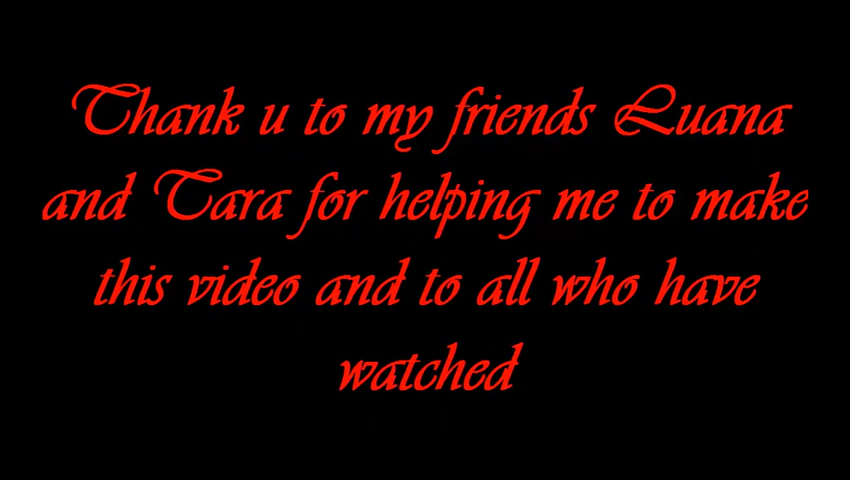 Thank u to my friends Luana
and Tara for helping me to make
this video and to all who have
watched